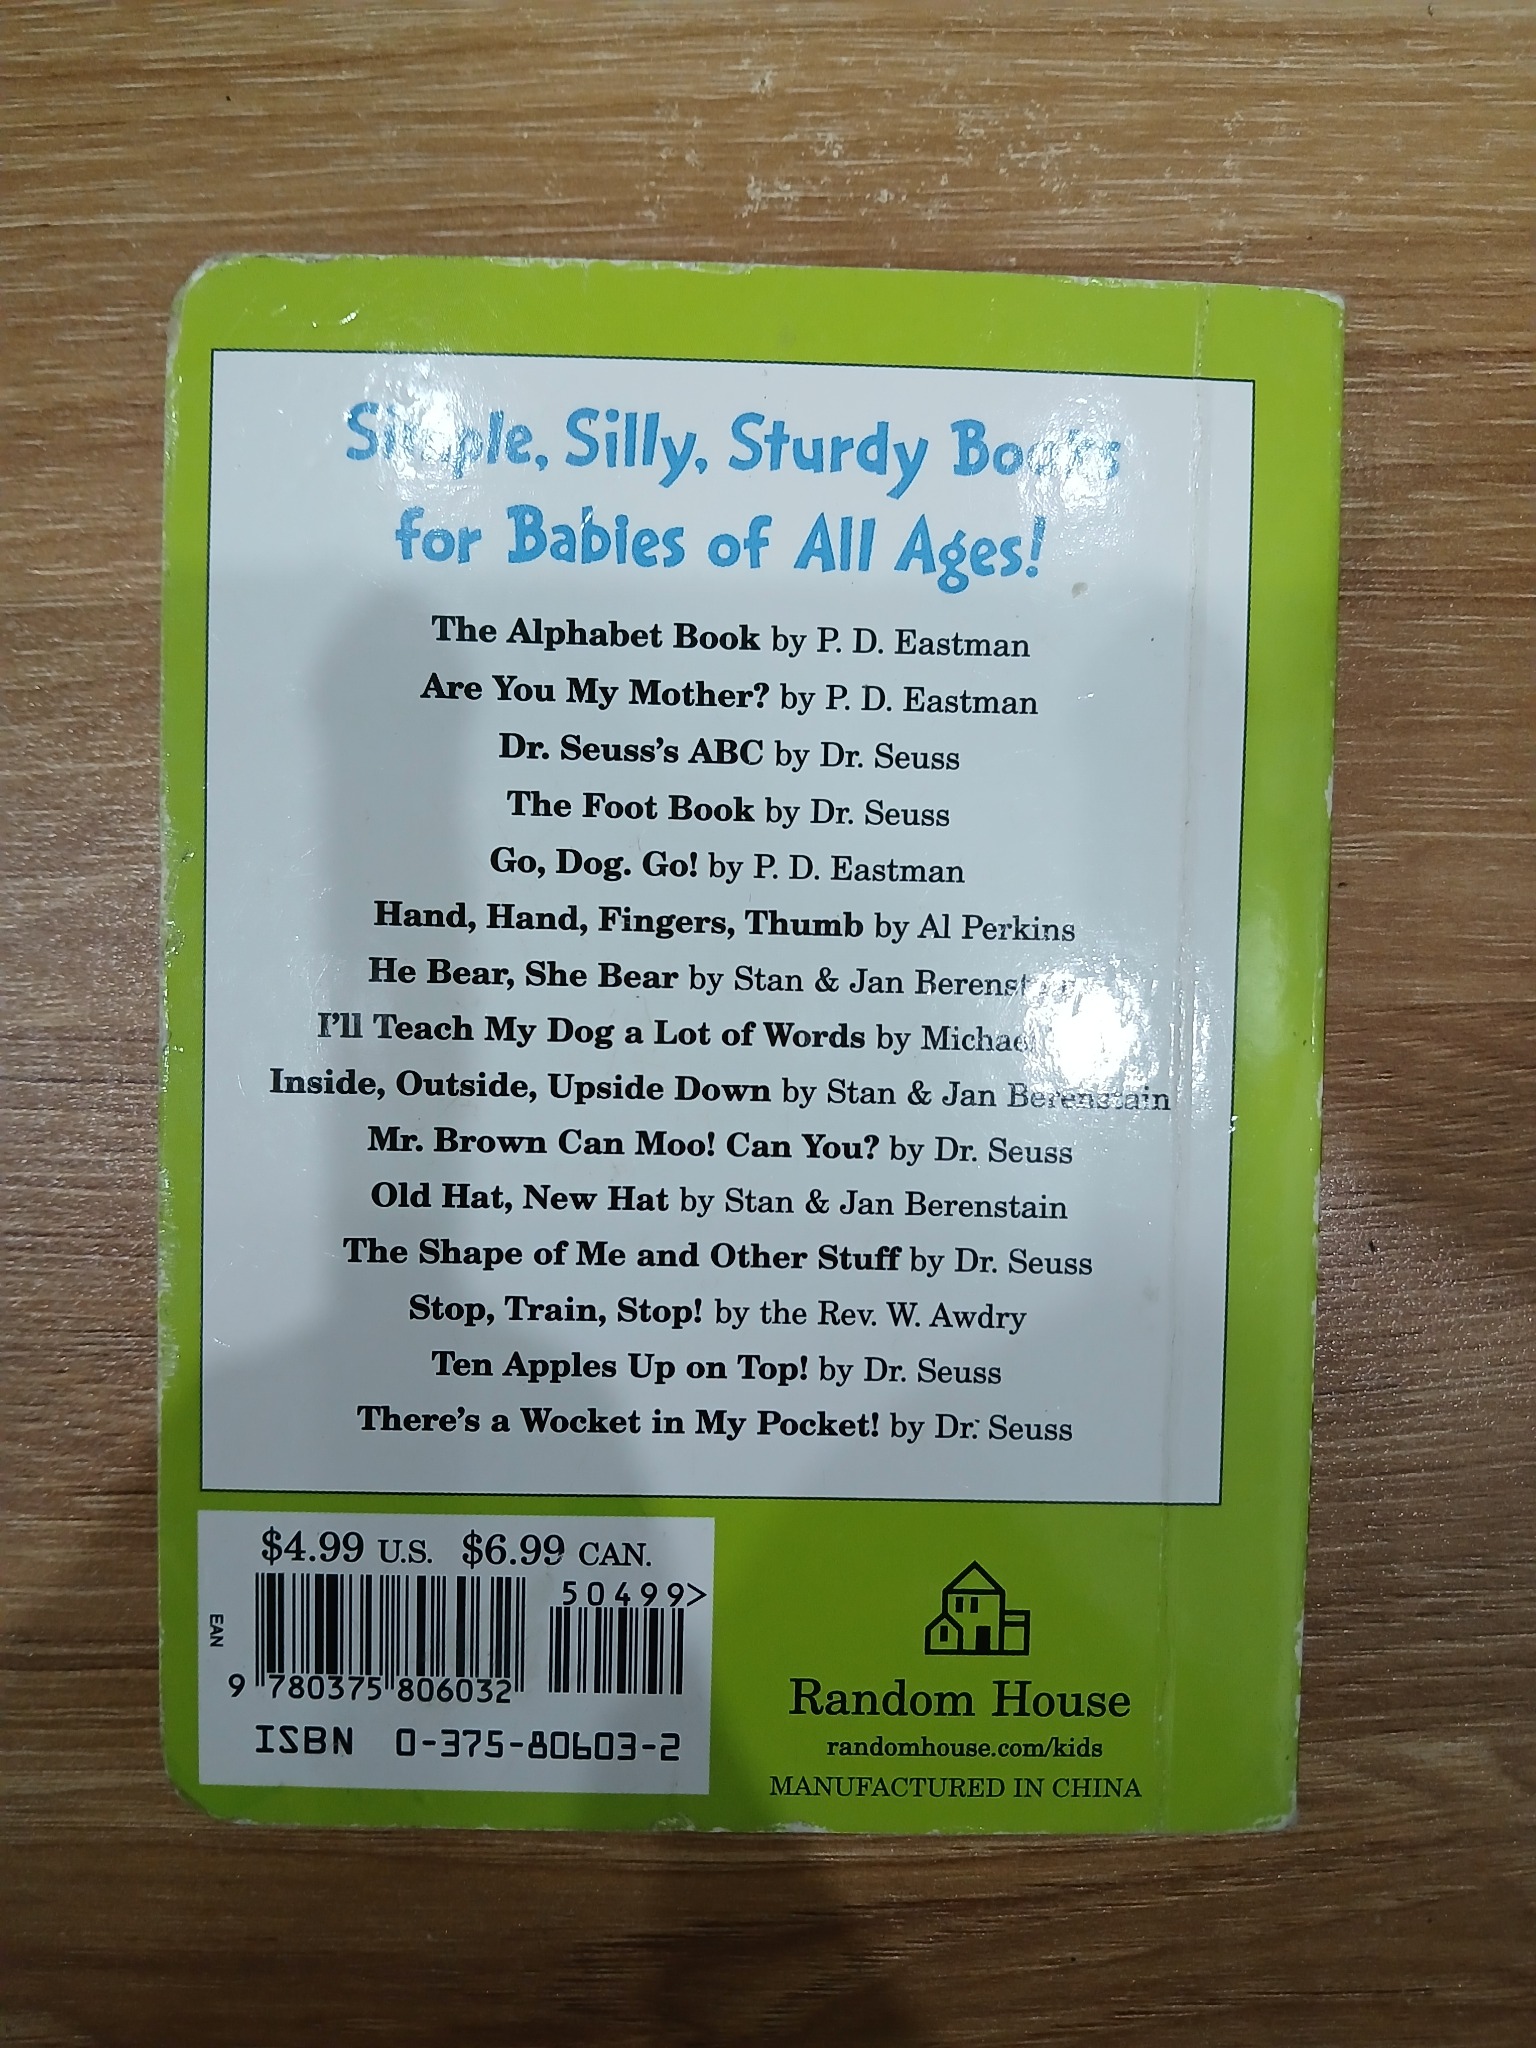 Simple, Silly, Sturdy Books
for Babies of All Ages!
The Alphabet Book by P. D. Eastman
Are You My Mother? by P. D. Eastman
Dr. Seuss's ABC by Dr. Seuss
The Foot Book by Dr. Seuss
Go, Dog. Go! by P. D. Eastman
Hand, Hand, Fingers, Thumb by Al Perkins
He Bear, She Bear by Stan & Jan Berenstain
I'll Teach My Dog a Lot of Words by Michael
Inside, Outside, Upside Down by Stan & Jan Berenstain
Mr. Brown Can Moo! Can You? by Dr. Seuss
Old Hat, New Hat by Stan & Jan Berenstain
The Shape of Me and Other Stuff by Dr. Seuss
Stop, Train, Stop! by the Rev. W. Awdry
Ten Apples Up on Top! by Dr. Seuss
There's a Wocket in My Pocket! by Dr. Seuss
$4.99 U.S. $6.99 CAN.
50499>
EAN
9 780375 806032
ISBN 0-375-80603-2
Random House
randomhouse.com/kids
MANUFACTURED IN CHINA